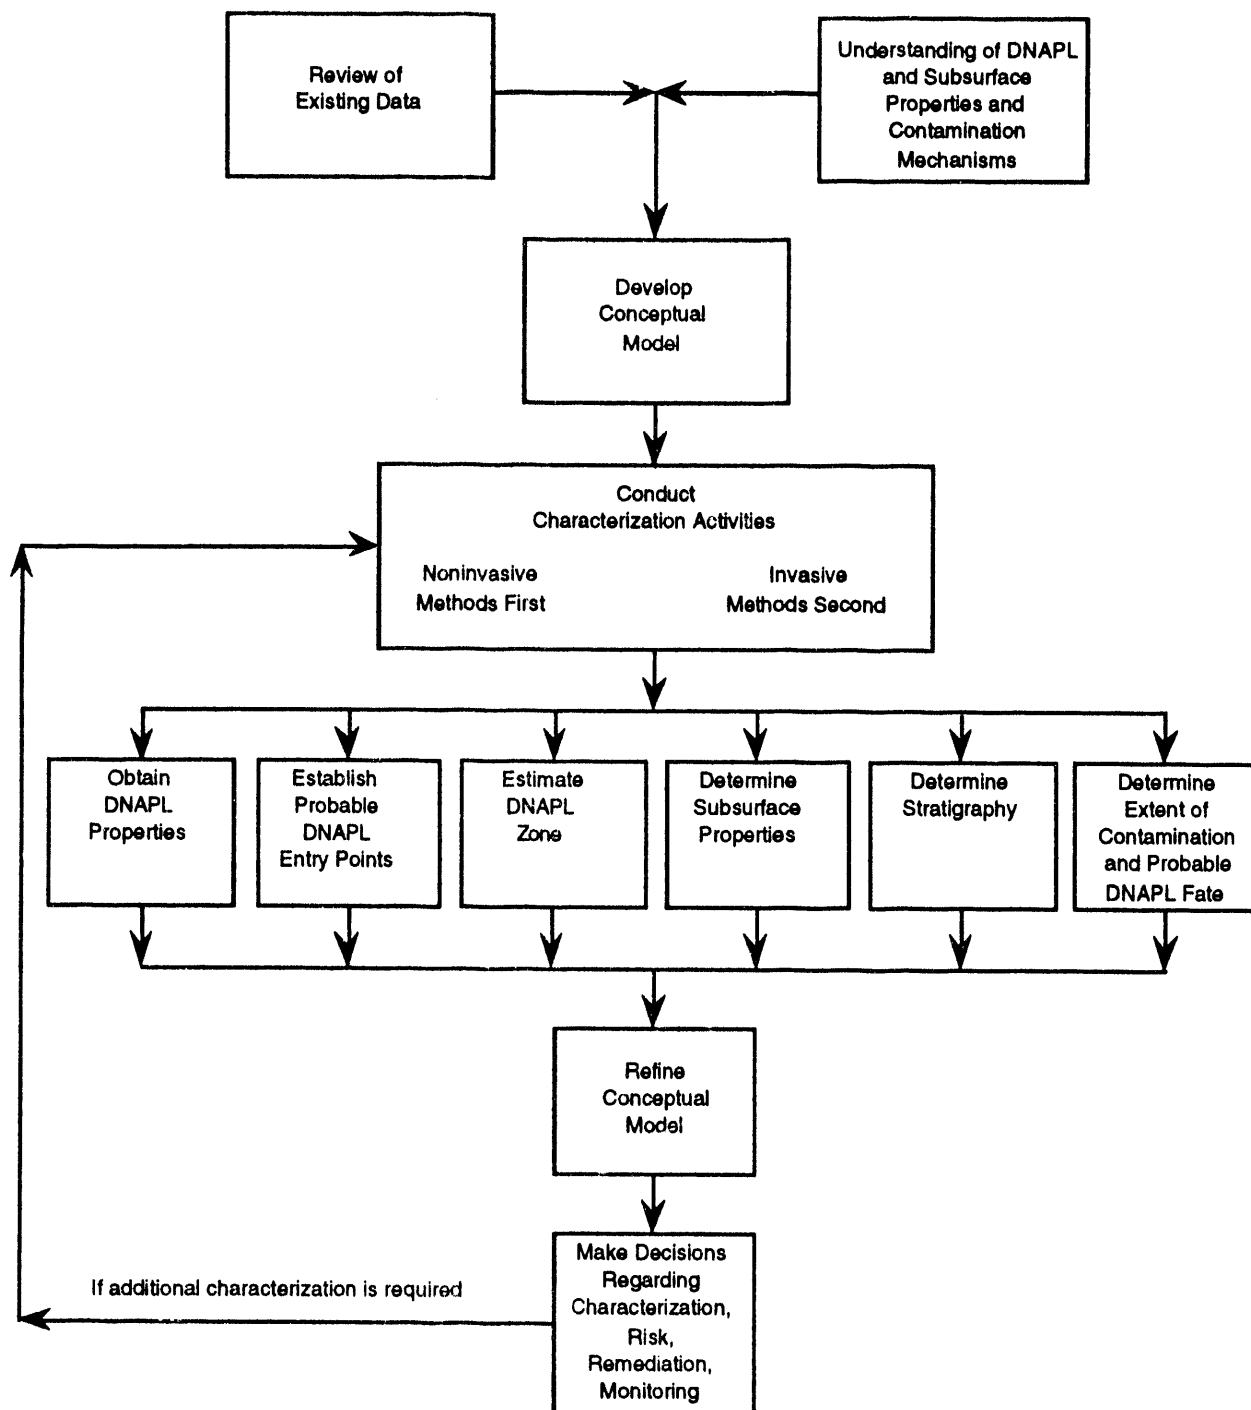 Review of
Existing Data
Understanding of DNAPL
and Subsurface
Properties and
Contamination
Mechanisms
Develop
Conceptual
Model
Conduct
Characterization Activities
Noninvasive
Methods First
Invasive
Methods Second
Obtain
DNAPL
Properties
Establish
Probable
DNAPL
Entry Points
Estimate
DNAPL
Zone
Determine
Subsurface
Properties
Determine
Stratigraphy
Determine
Extent of
Contamination
and Probable
DNAPL Fate
Refine
Conceptual
Model
If additional characterization is required
Make Decisions
Regarding
Characterization,
Risk,
Remediation,
Monitoring